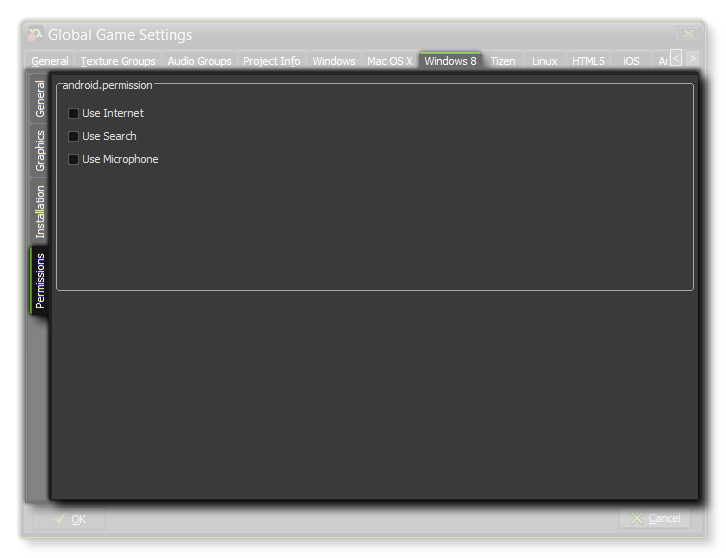 Global Game Settings
General Texture Groups Audio Groups Project Info Windows Mac OS X Windows 8 Tizen Linux HTML5 iOS
General
Graphics
Installation
Permissions
android.permission
Use Internet
Use Search
Use Microphone
OK Cancel